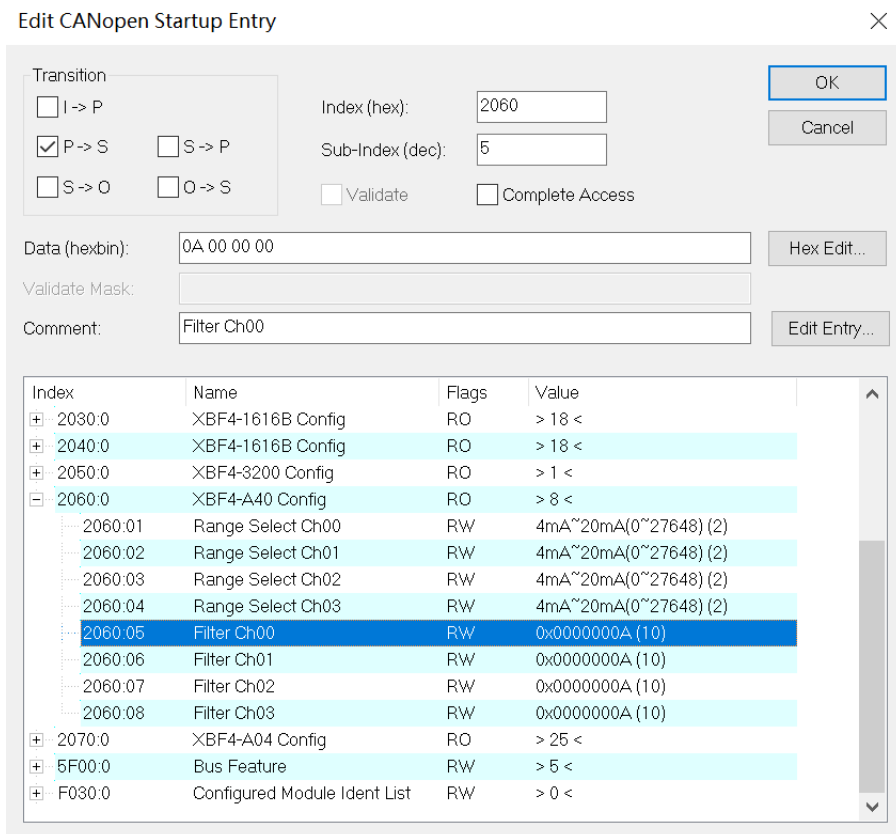 Edit CANopen Startup Entry
Transition
I -> P
P -> S
S -> P
S -> O
O -> S
Index (hex):
2060
Sub-Index (dec):
5
Validate
Complete Access
OK
Cancel
Data (hexbin):
0A 00 00 00
Hex Edit...
Validate Mask:
Comment:
Filter Ch00
Edit Entry...
Index Name Flags Value
2030:0 XBF4-1616B Config RO > 18 <
2040:0 XBF4-1616B Config RO > 18 <
2050:0 XBF4-3200 Config RO > 1 <
2060:0 XBF4-A40 Config RO > 8 <
2060:01 Range Select Ch00 RW 4mA~20mA(0~27648) (2)
2060:02 Range Select Ch01 RW 4mA~20mA(0~27648) (2)
2060:03 Range Select Ch02 RW 4mA~20mA(0~27648) (2)
2060:04 Range Select Ch03 RW 4mA~20mA(0~27648) (2)
2060:05 Filter Ch00 RW 0x0000000A (10)
2060:06 Filter Ch01 RW 0x0000000A (10)
2060:07 Filter Ch02 RW 0x0000000A (10)
2060:08 Filter Ch03 RW 0x0000000A (10)
2070:0 XBF4-A04 Config RO > 25 <
5F00:0 Bus Feature RW > 5 <
F030:0 Configured Module Ident List RW > 0 <